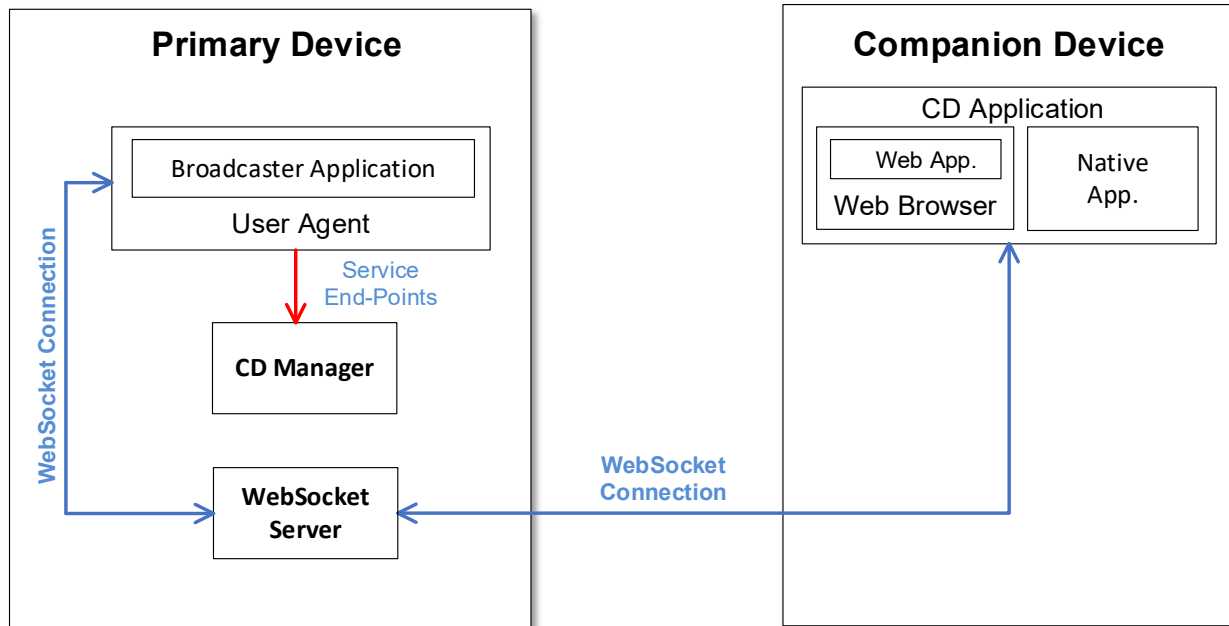 Primary Device
Broadcaster Application
User Agent
Service
End-Points
CD Manager
WebSocket Connection
WebSocket
Server
WebSocket
Connection
Companion Device
CD Application
Web App.
Web Browser
Native
App.